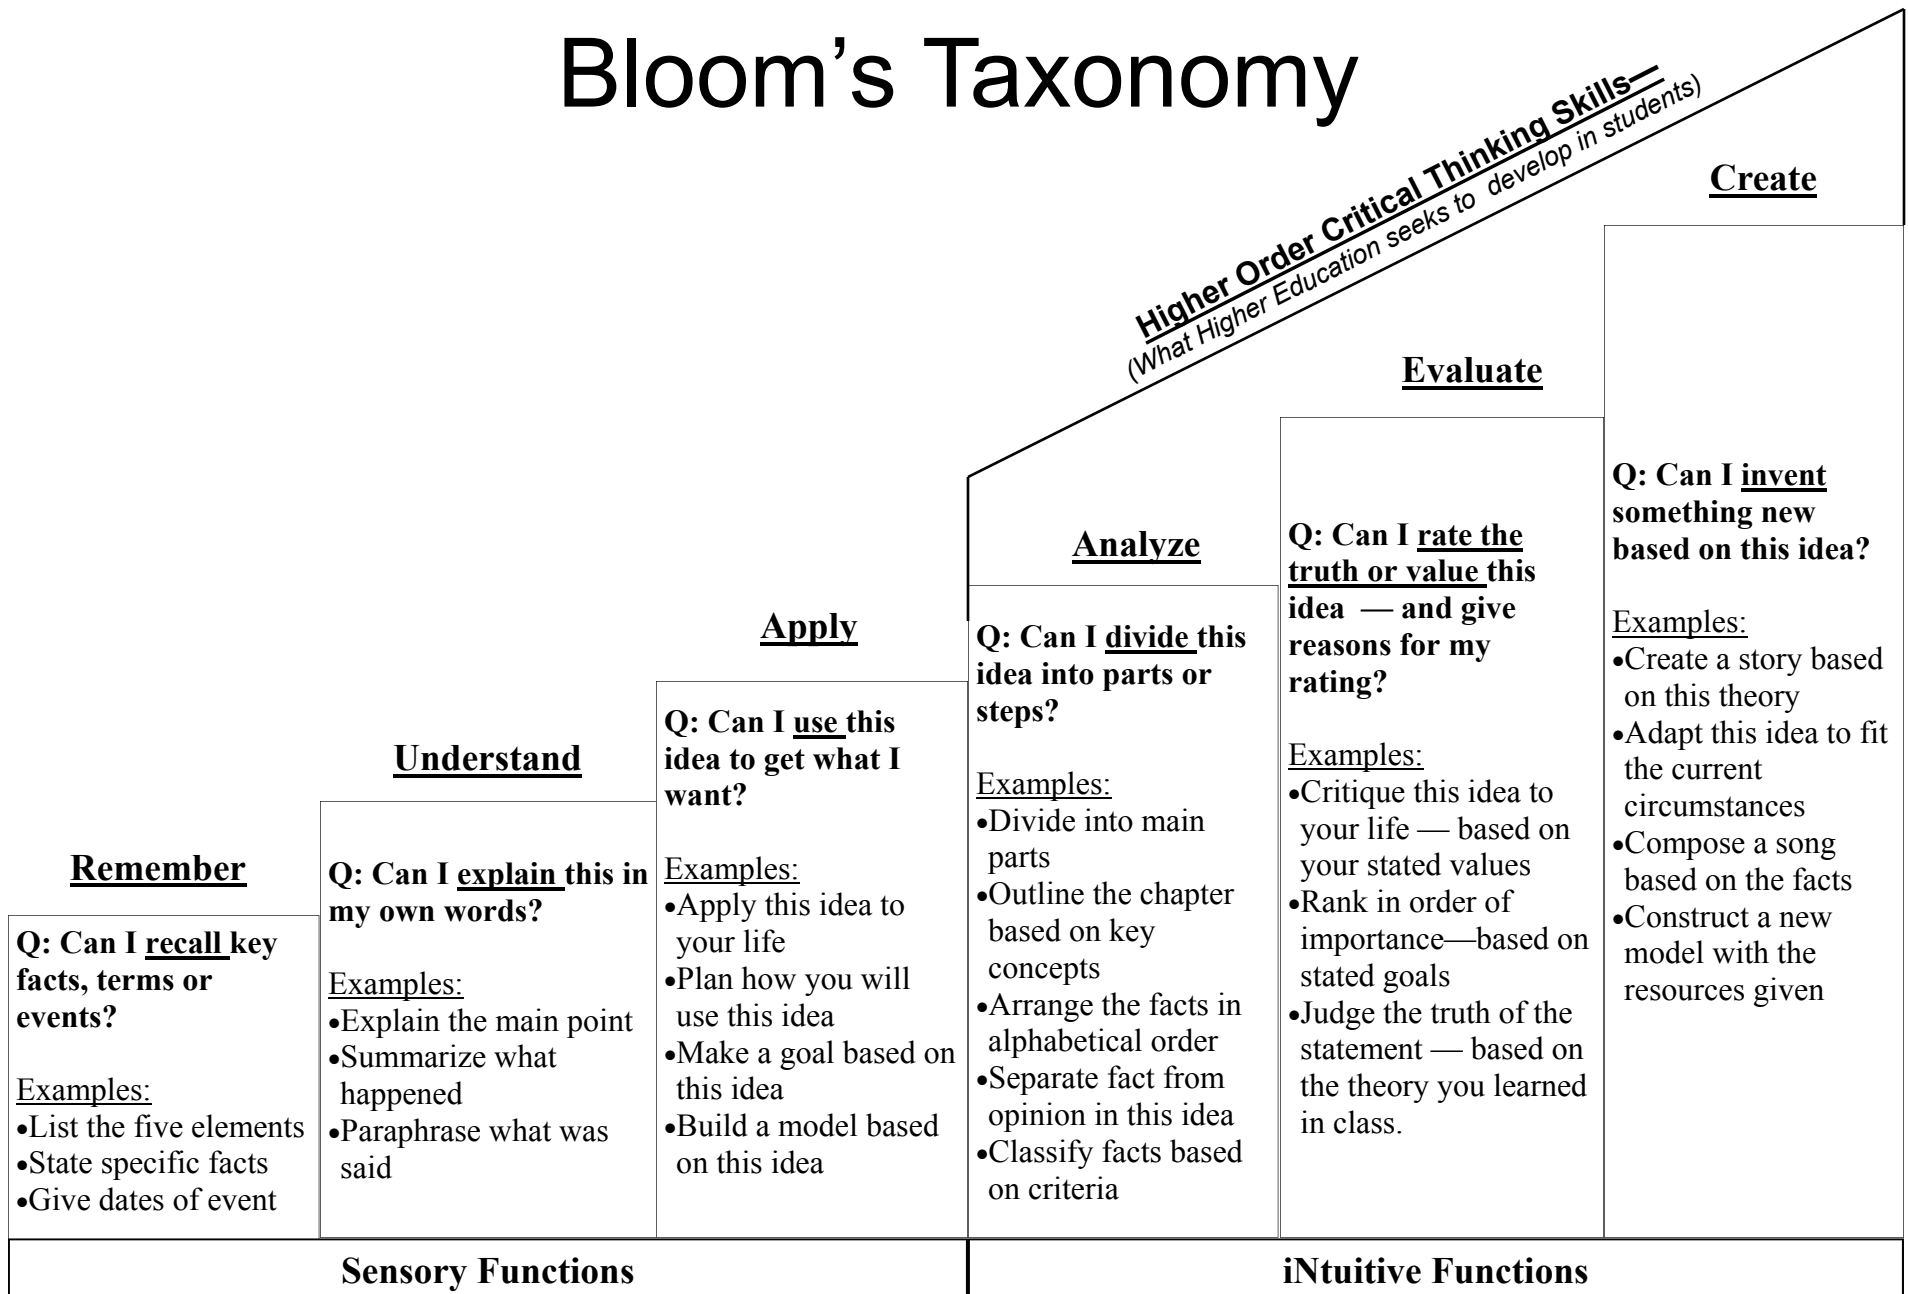 Bloom's Taxonomy
Higher Order Critical Thinking Skills—
(What Higher Education seeks to develop in students)
Remember
Q: Can I recall key
facts, terms or
events?
Examples:
•List the five elements
•State specific facts
•Give dates of event
Understand
Q: Can I explain this in
my own words?
Examples:
•Explain the main point
•Summarize what
happened
•Paraphrase what was
said
Apply
Q: Can I use this
idea to get what I
want?
Examples:
•Apply this idea to
your life
•Plan how you will
use this idea
•Make a goal based on
this idea
•Build a model based
on this idea
Analyze
Q: Can I divide this
idea into parts or
steps?
Examples:
•Divide into main
parts
•Outline the chapter
based on key
concepts
•Arrange the facts in
alphabetical order
•Separate fact from
opinion in this idea
•Classify facts based
on criteria
Evaluate
Q: Can I rate the
truth or value this
idea — and give
reasons for my
rating?
Examples:
•Critique this idea to
your life — based on
your stated values
•Rank in order of
importance—based on
stated goals
•Judge the truth of the
statement — based on
the theory you learned
in class.
Create
Q: Can I invent
something new
based on this idea?
Examples:
•Create a story based
on this theory
•Adapt this idea to fit
the current
circumstances
•Compose a song
based on the facts
•Construct a new
model with the
resources given
Sensory Functions
iNtuitive Functions